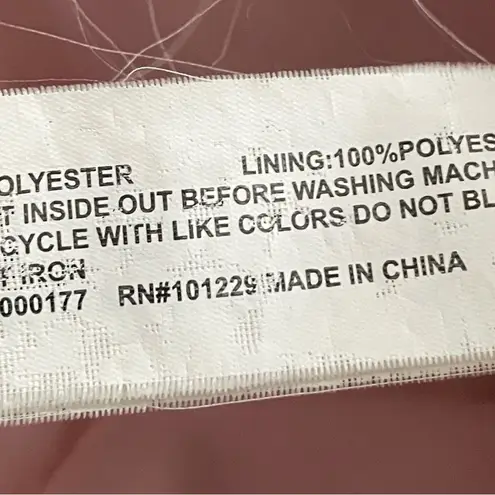 OLYESTER LINING:100%POLYES
T INSIDE OUT BEFORE WASHING MACH
CYCLE WITH LIKE COLORS DO NOT BL
T IRON
000177 RN#101229 MADE IN CHINA